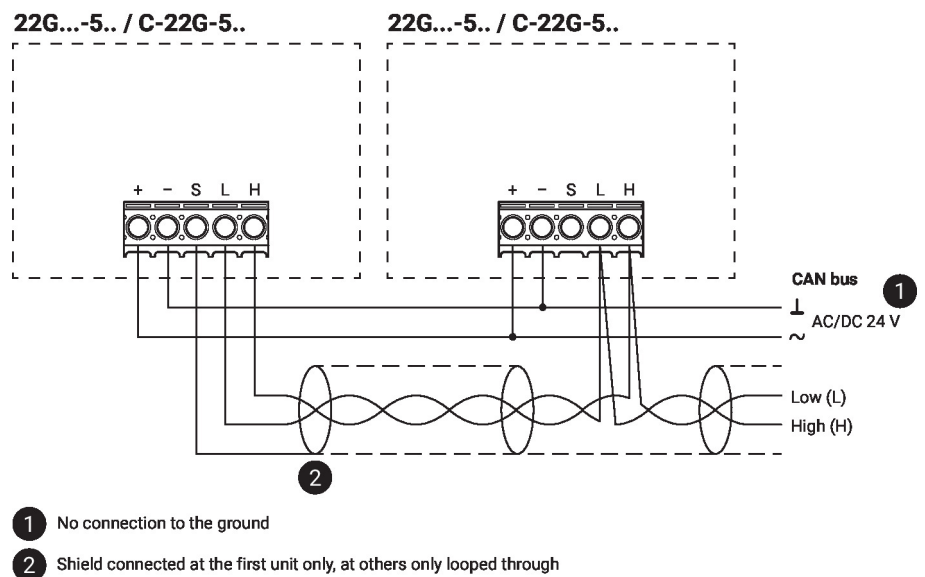 22G...-5.. / C-22G-5..
22G...-5.. / C-22G-5..
+ – S L H
+ – S L H
CAN bus
1
⊥
AC/DC 24 V
~
Low (L)
High (H)
2
1 No connection to the ground
2 Shield connected at the first unit only, at others only looped through